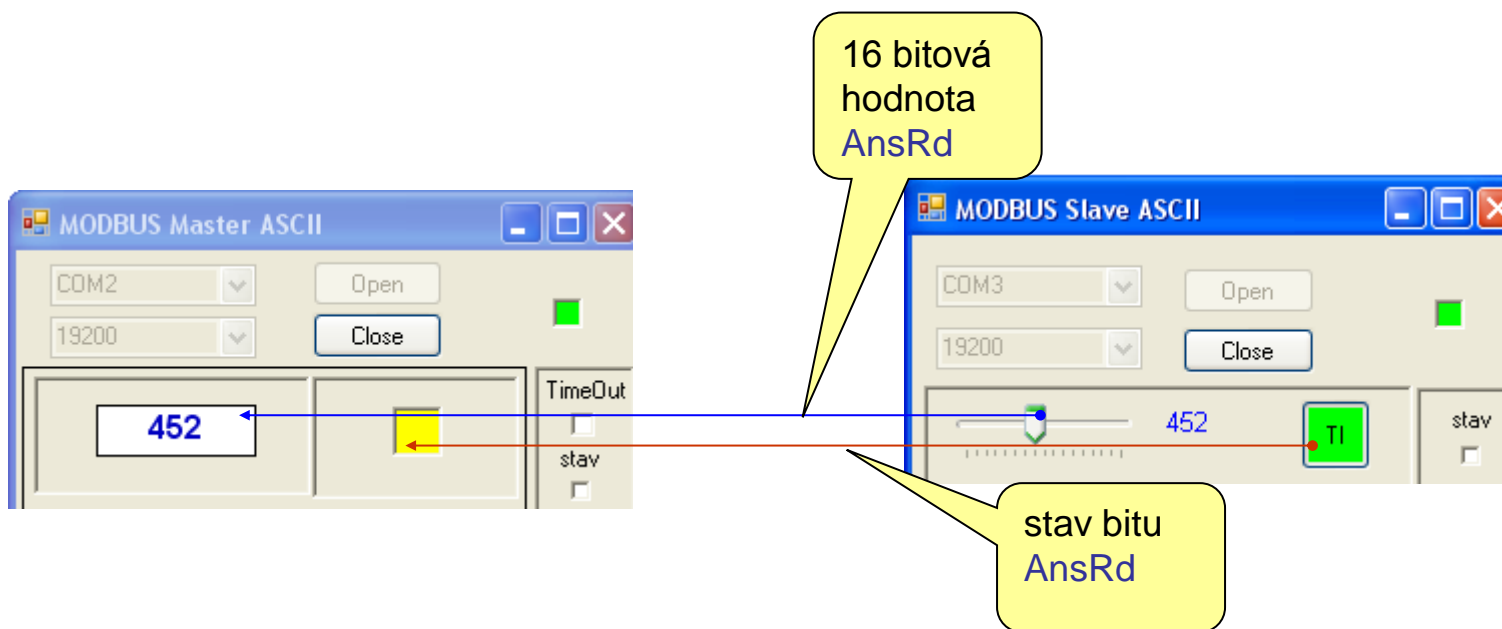 16 bitová
hodnota
AnsRd
MODBUS Master ASCII
COM2
Open
19200
Close
TimeOut
452
stav
MODBUS Slave ASCII
COM3
Open
19200
Close
452
TI
stav
stav bitu
AnsRd